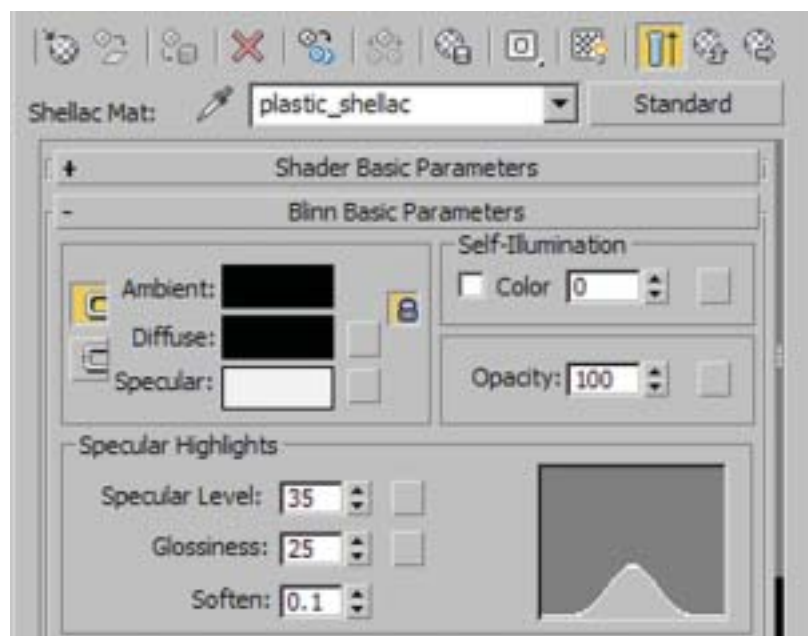 Shellac Mat: plastic_shellac Standard
+ Shader Basic Parameters
- Blinn Basic Parameters
Self-Illumination
Ambient:
Color 0
Diffuse:
Specular:
Opacity: 100
Specular Highlights
Specular Level: 35
Glossiness: 25
Soften: 0.1